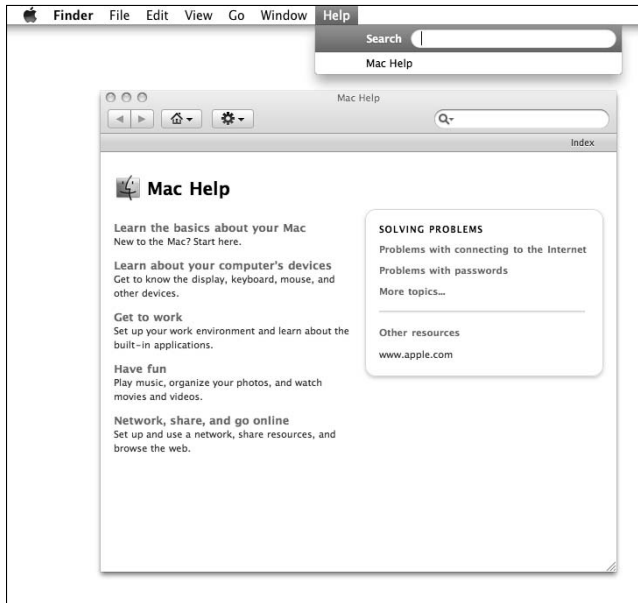 Finder File Edit View Go Window Help
Search
Mac Help
Mac Help
Index
Mac Help
Learn the basics about your Mac
New to the Mac? Start here.
Learn about your computer's devices
Get to know the display, keyboard, mouse, and
other devices.
Get to work
Set up your work environment and learn about the
built-in applications.
Have fun
Play music, organize your photos, and watch
movies and videos.
Network, share, and go online
Set up and use a network, share resources, and
browse the web.
SOLVING PROBLEMS
Problems with connecting to the Internet
Problems with passwords
More topics...
Other resources
www.apple.com